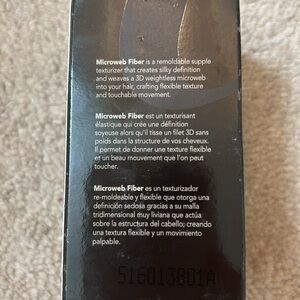 Microweb Fiber is a remoldable supple
texturizer that creates silky definition
and weaves a 3D weightless microweb
into your hair, crafting flexible texture
and touchable movement.
Microweb Fiber est un texturisant
élastique qui crée une définition
soyeuse alors qu'il tisse un filet 3D sans
poids dans la structure de vos cheveux.
Il permet de donner une texture flexible
et un beau mouvement que l'on peut
toucher.
Microweb Fiber es un texturizador
re-moldeable y flexible que otorga una
definición sedosa gracias a su malla
tridimensional muy liviana que actúa
sobre la estructura del cabello; creando
una textura flexible y un movimiento
palpable.
516013801A